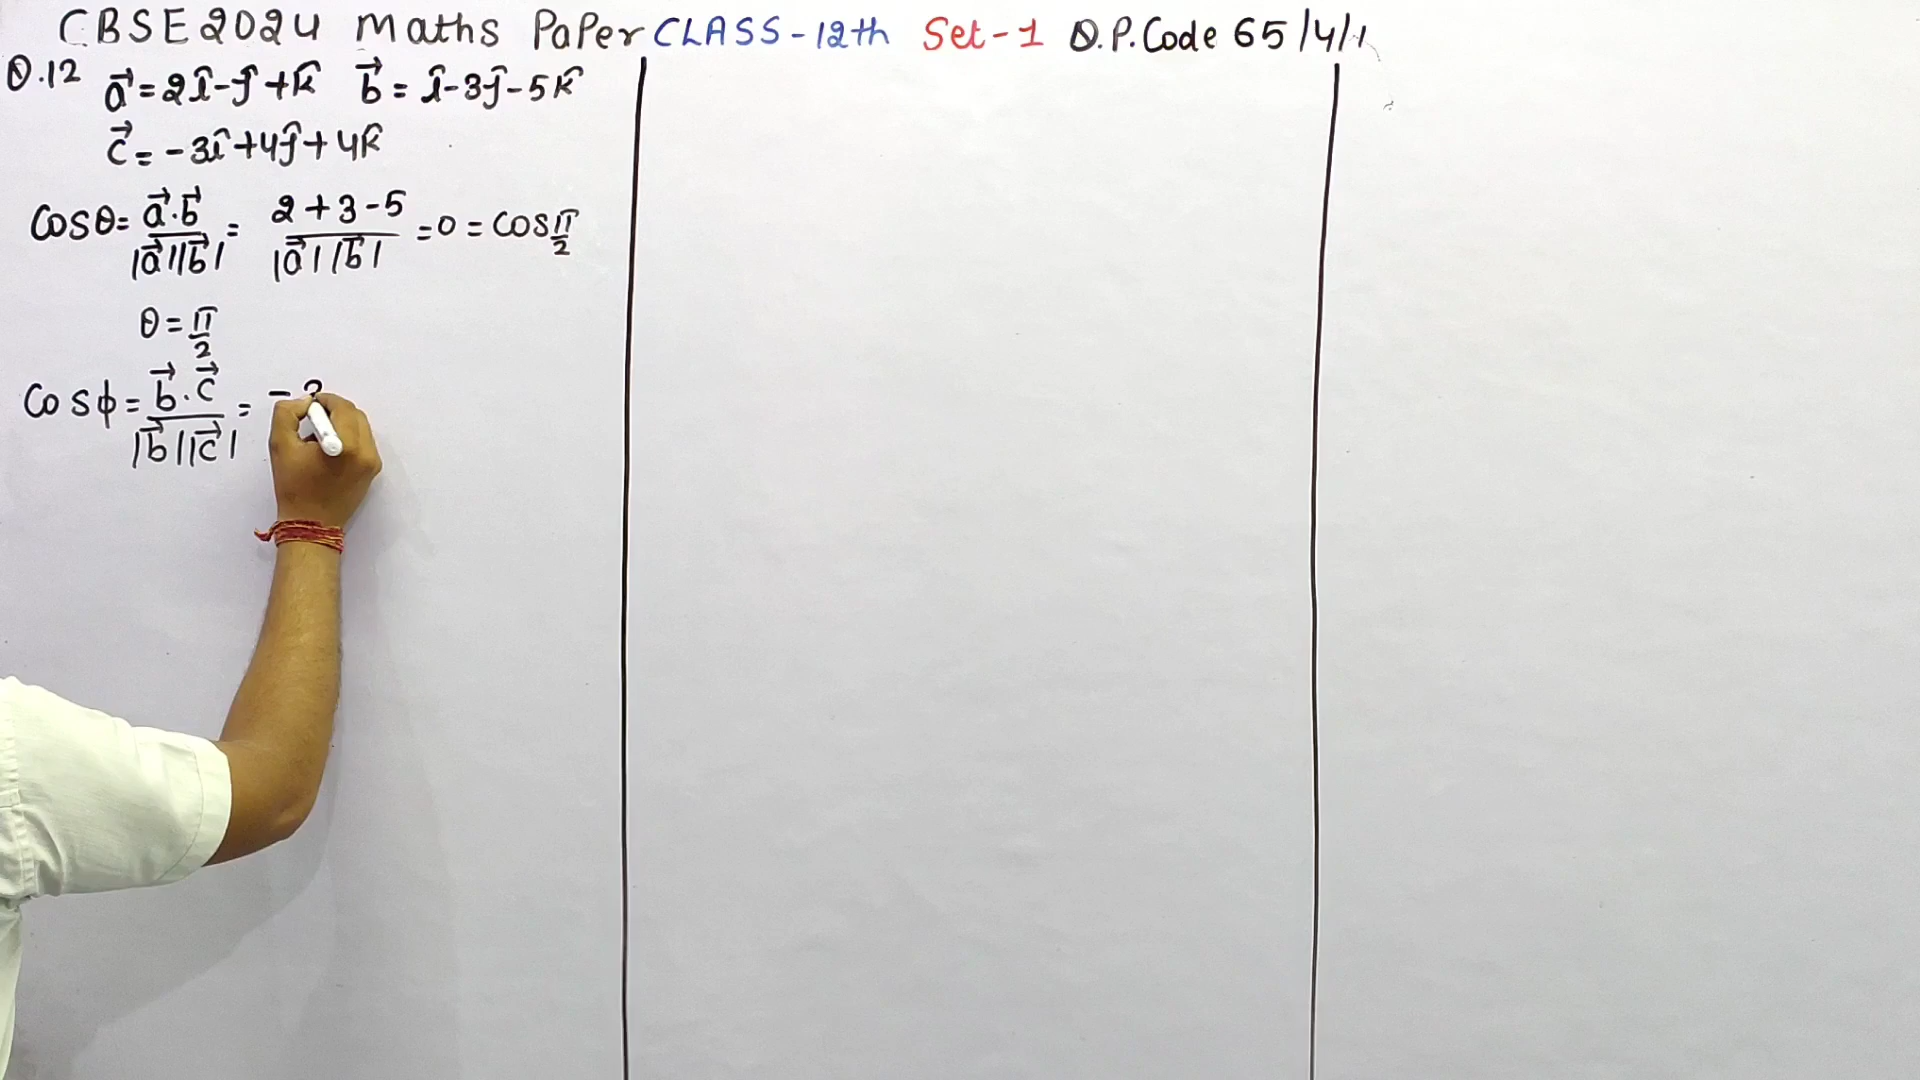 CBSE 2024 Maths Paper CLASS-12th Set-1 Q.P.Code 65/4/1
Q.12 a⃗ = 2î - ĵ + k̂ b⃗ = î - 3ĵ - 5k̂
c⃗ = -3î + 4ĵ + 4k̂
Cosθ = a⃗.b⃗ / |a⃗||b⃗| = 2+3-5 / |a⃗||b⃗| = 0 = cos π/2
θ = π/2
Cosφ = b⃗.c⃗ / |b⃗||c⃗| = -